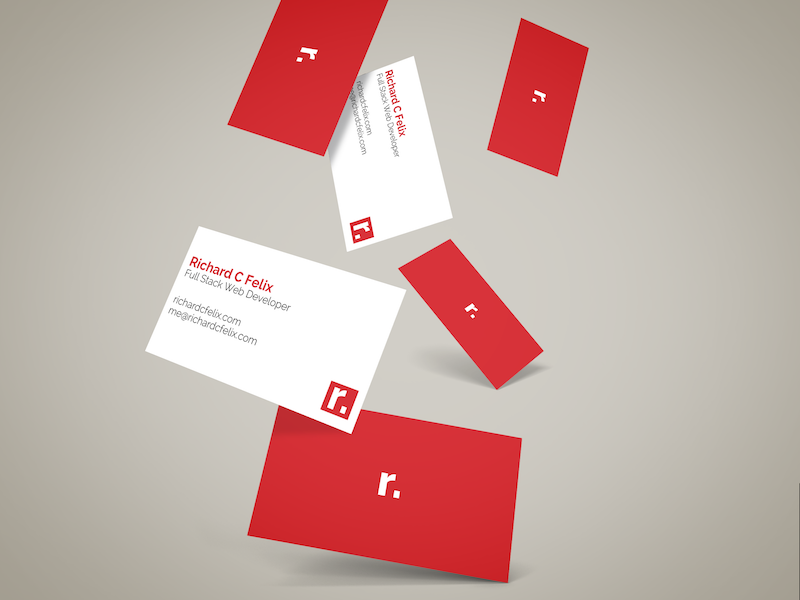 r.
r.
Richard C Felix
Full Stack Web Developer
richardcfelix.com
@richardcfelix.com
r.
Richard C Felix
Full Stack Web Developer
richardcfelix.com
me@richardcfelix.com
r.
r.
r.